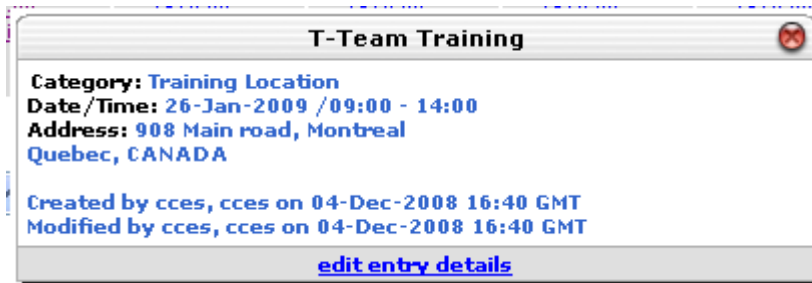 T-Team Training
Category: Training Location
Date/Time: 26-Jan-2009 /09:00 - 14:00
Address: 908 Main road, Montreal
Quebec, CANADA
Created by cces, cces on 04-Dec-2008 16:40 GMT
Modified by cces, cces on 04-Dec-2008 16:40 GMT
edit entry details